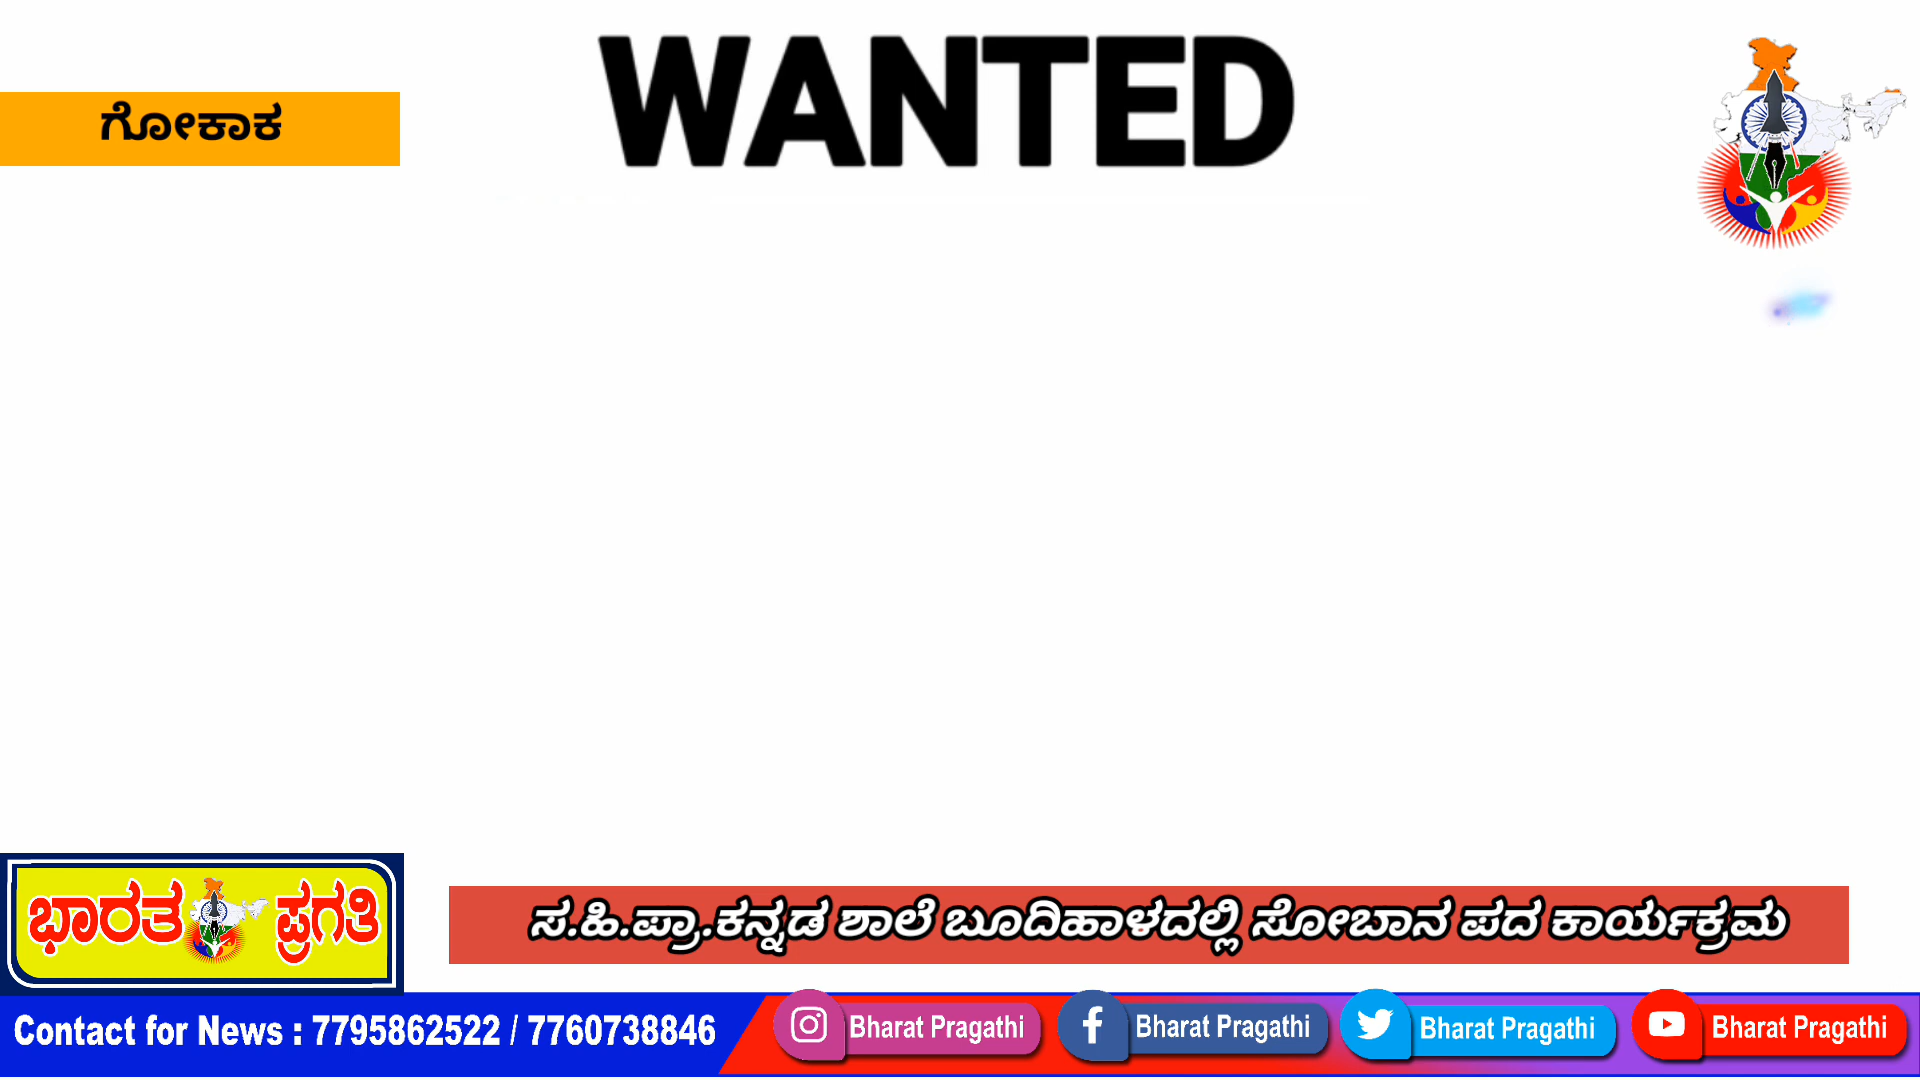 WANTED
ಗೋಕಾಕ
ಭಾರತ ಪ್ರಗತಿ
ಸ.ಹಿ.ಪ್ರಾ.ಕನ್ನಡ ಶಾಲೆ ಬೂದಿಹಾಳದಲ್ಲಿ ಸೋಬಾನ ಪದ ಕಾರ್ಯಕ್ರಮ
Contact for News : 7795862522 / 7760738846
Bharat Pragathi
Bharat Pragathi
Bharat Pragathi
Bharat Pragathi